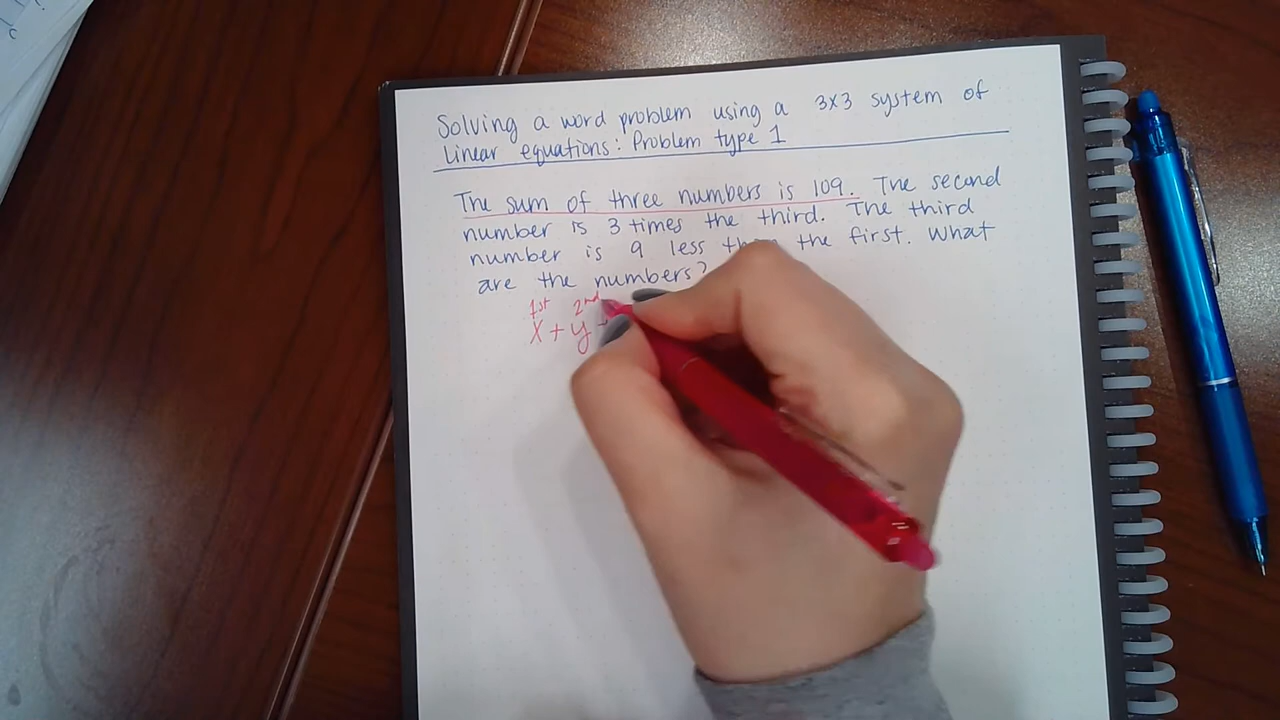 Solving a word problem using a 3x3 system of
linear equations: Problem type 1
The sum of three numbers is 109. The second
number is 3 times the third. The third
number is 9 less than the first. What
are the numbers?
1st 2nd
x + y
c